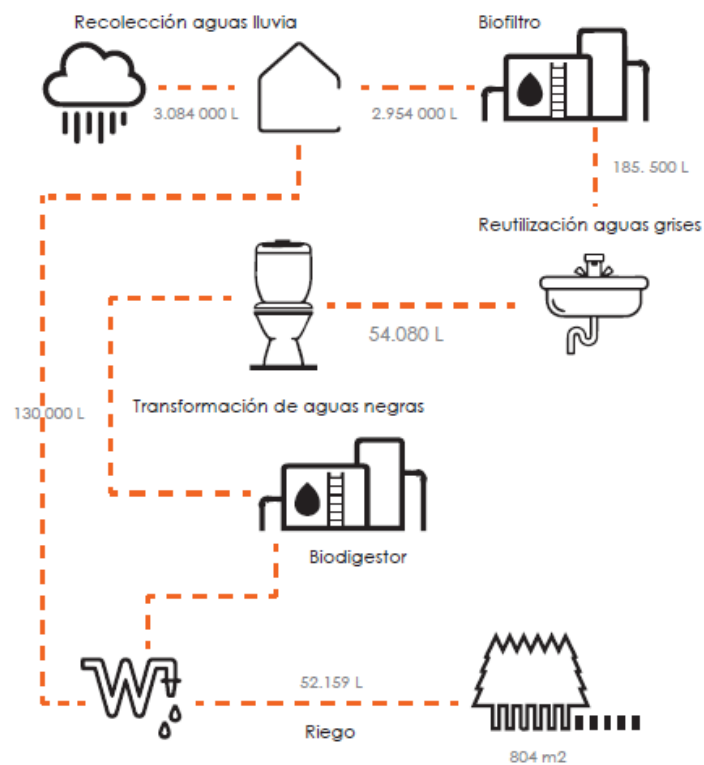 Recolección aguas lluvia
Biofiltro
3.084 000 L
2.954 000 L
185. 500 L
Reutilización aguas grises
54.080 L
130.000 L
Transformación de aguas negras
Biodigestor
52.159 L
Riego
804 m2